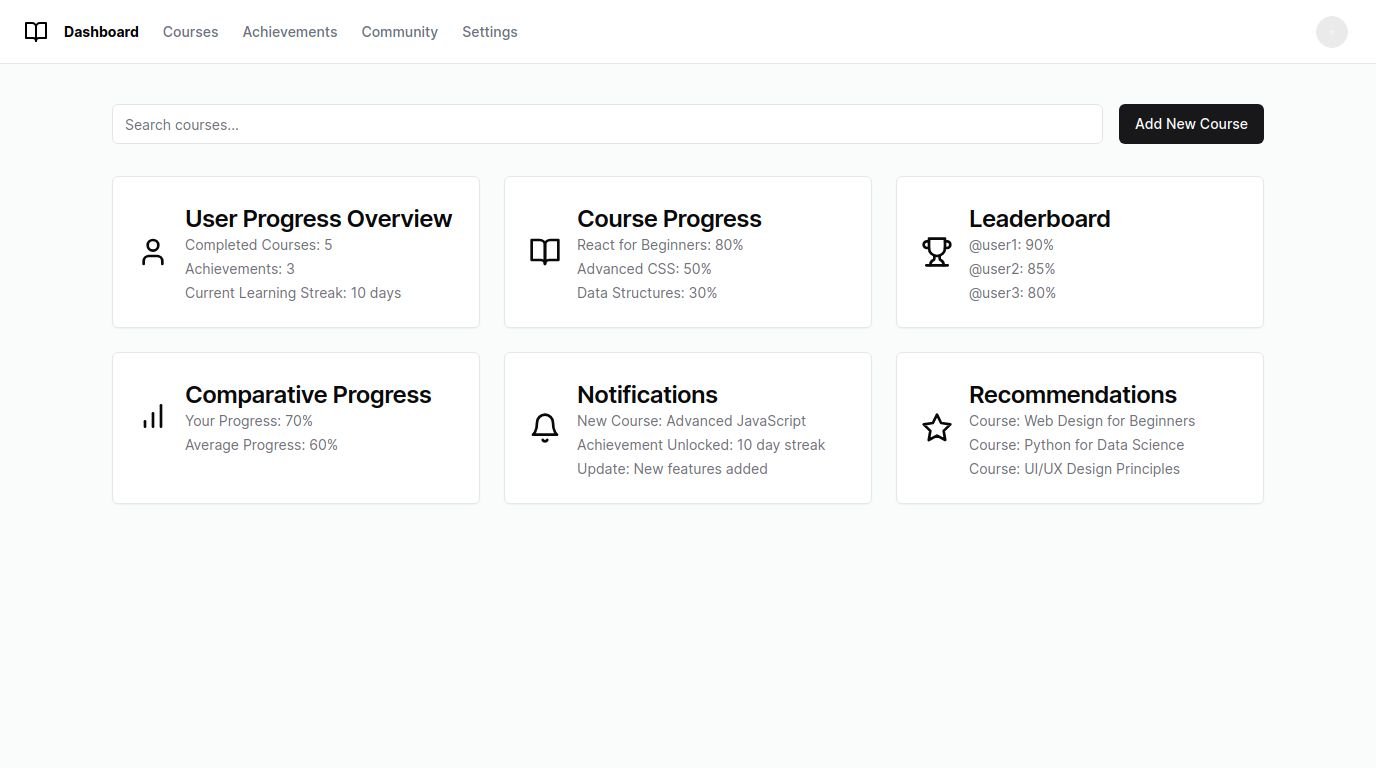 Dashboard Courses Achievements Community Settings
Search courses...
Add New Course
User Progress Overview
Completed Courses: 5
Achievements: 3
Current Learning Streak: 10 days
Course Progress
React for Beginners: 80%
Advanced CSS: 50%
Data Structures: 30%
Leaderboard
@user1: 90%
@user2: 85%
@user3: 80%
Comparative Progress
Your Progress: 70%
Average Progress: 60%
Notifications
New Course: Advanced JavaScript
Achievement Unlocked: 10 day streak
Update: New features added
Recommendations
Course: Web Design for Beginners
Course: Python for Data Science
Course: UI/UX Design Principles